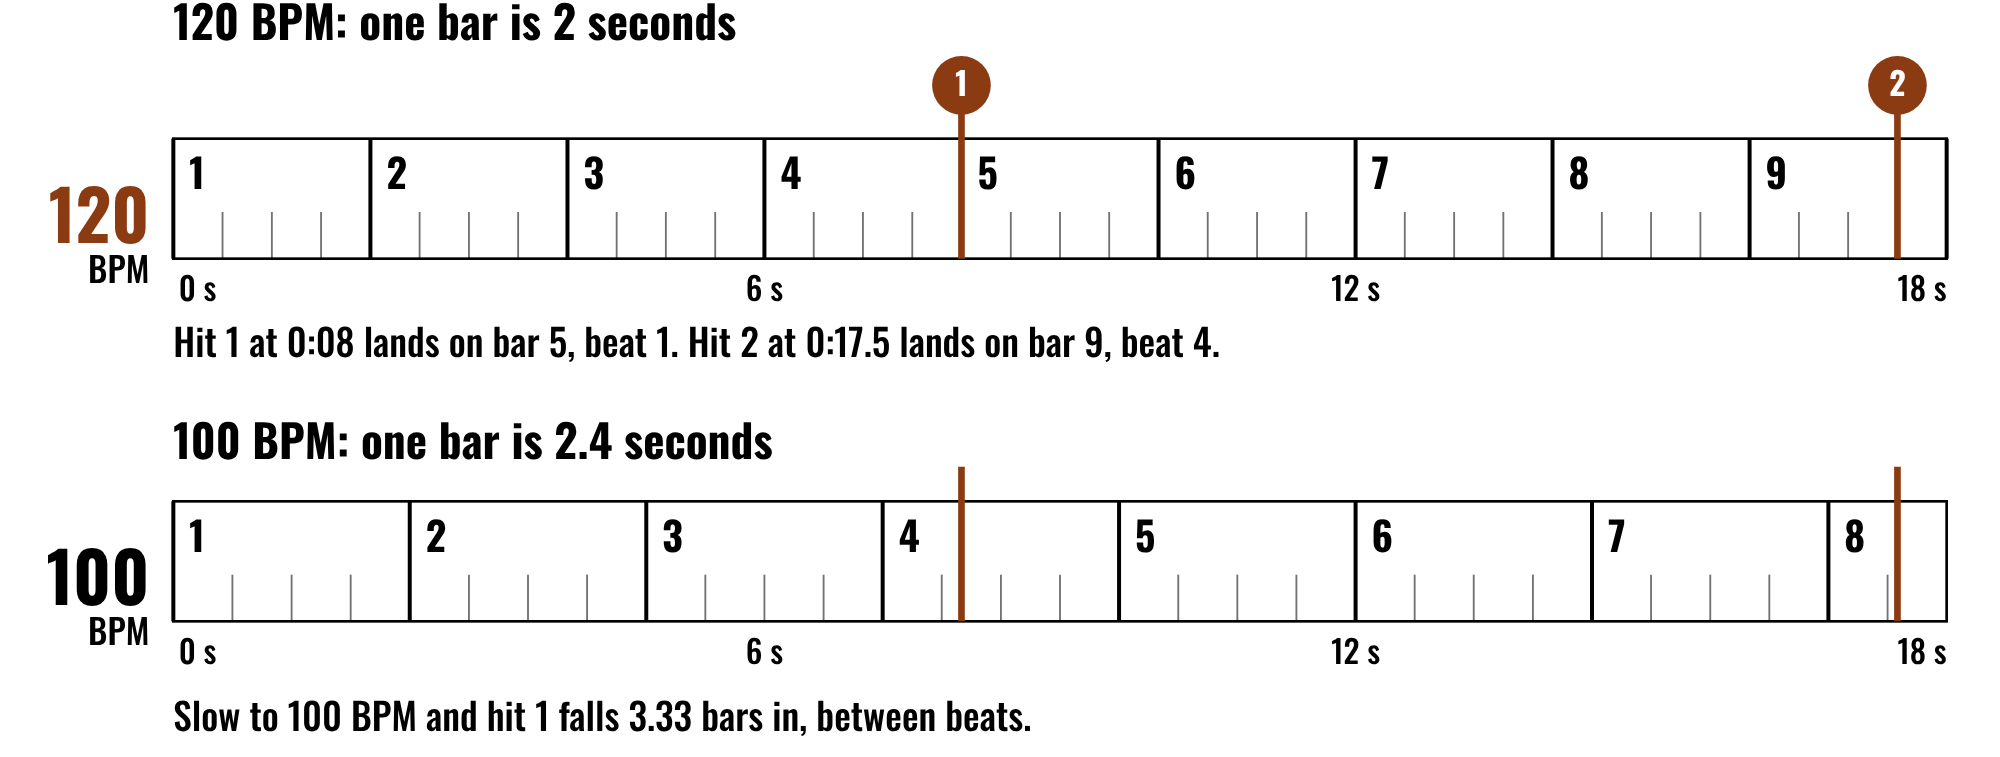 120 BPM: one bar is 2 seconds
1 2
1 2 3 4 5 6 7 8 9
120
BPM
0 s 6 s 12 s 18 s
Hit 1 at 0:08 lands on bar 5, beat 1. Hit 2 at 0:17.5 lands on bar 9, beat 4.
100 BPM: one bar is 2.4 seconds
1 2 3 4 5 6 7 8
100
BPM
0 s 6 s 12 s 18 s
Slow to 100 BPM and hit 1 falls 3.33 bars in, between beats.